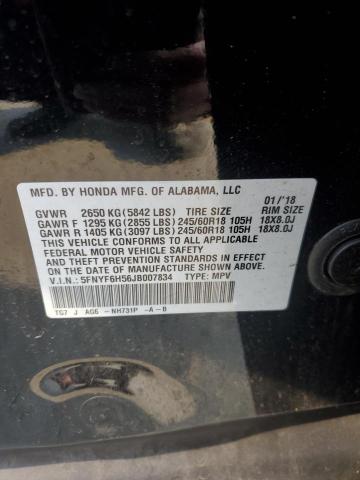 MFD. BY HONDA MFG. OF ALABAMA, LLC 01/'18
GVWR 2650 KG (5842 LBS) TIRE SIZE RIM SIZE
GAWR F 1295 KG (2855 LBS) 245/60R18 105H 18X8.0J
GAWR R 1405 KG (3097 LBS) 245/60R18 105H 18X8.0J
THIS VEHICLE CONFORMS TO ALL APPLICABLE
FEDERAL MOTOR VEHICLE SAFETY AND
THEFT PREVENTION STANDARDS IN EFFECT ON
THE DATE OF MANUFACTURE SHOWN ABOVE.
V.I.N.: 5FNYF6H56JB007834 TYPE: MPV
TG7 J AG6 -NH731P -A -B